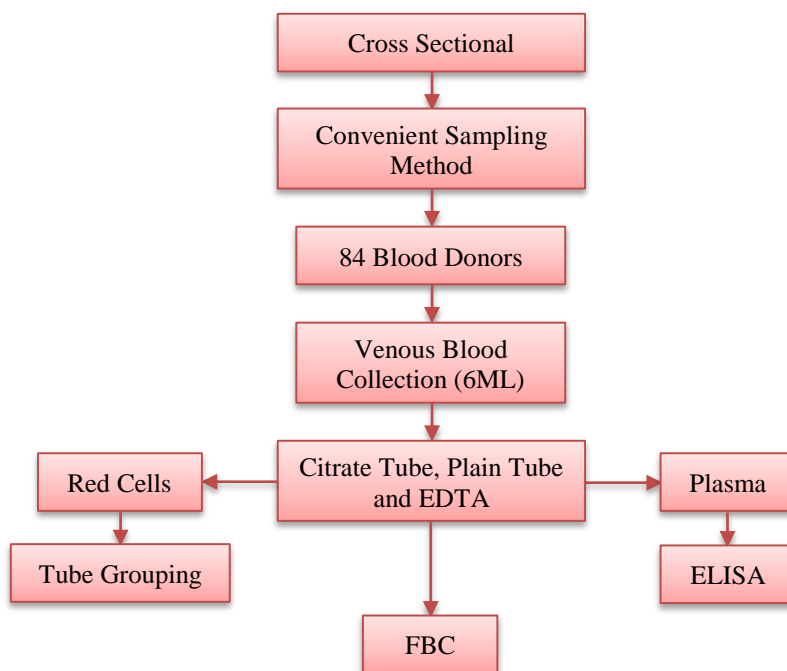 Cross Sectional
Convenient Sampling
Method
84 Blood Donors
Venous Blood
Collection (6ML)
Citrate Tube, Plain Tube
and EDTA
Red Cells
Plasma
Tube Grouping
ELISA
FBC